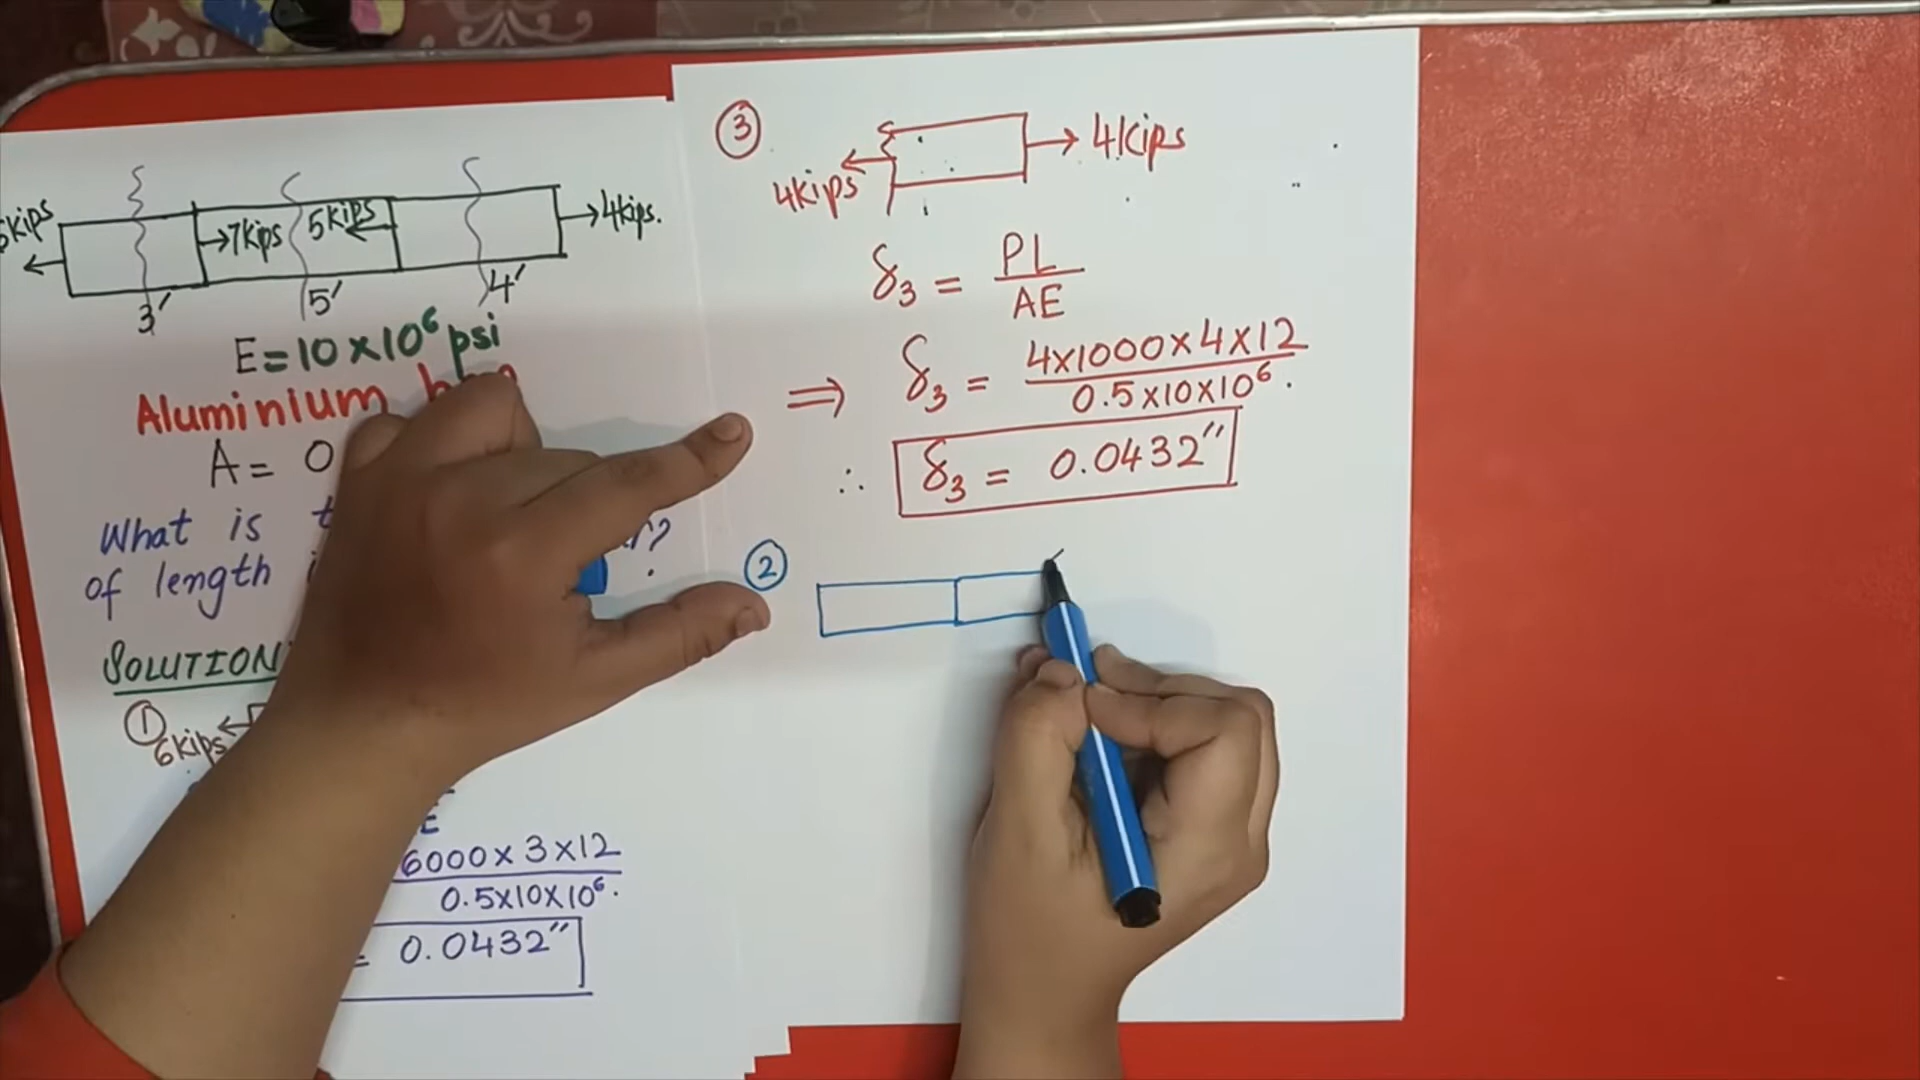 →7kips
5kips
→4kips.
3'
5'
4'
E=10×10⁶ psi
Aluminium
A= 0
What is
of length
?
SOLUTION
①
6kips
6000×3×12
0.5×10×10⁶.
= 0.0432"
③
4kips
4kips
δ₃ = PL
AE
⇒ δ₃ = 4×1000×4×12
0.5×10×10⁶.
∴ δ₃ = 0.0432"
②